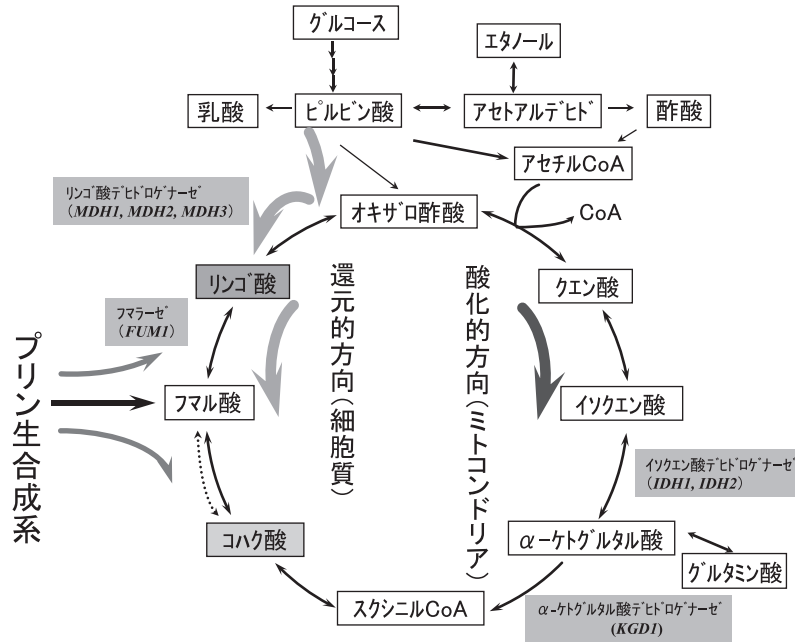 グルコース
エタノール
乳酸
ピルビン酸
アセトアルデヒド
酢酸
アセチルCoA
リンゴ酸デヒドロゲナーゼ
（MDH1, MDH2, MDH3）
オキザロ酢酸
CoA
リンゴ酸
還元的方向（細胞質）
酸化的方向（ミトコンドリア）
クエン酸
フマラーゼ
（FUM1）
プリン生合成系
フマル酸
イソクエン酸
イソクエン酸デヒドロゲナーゼ
（IDH1, IDH2）
コハク酸
α-ケトグルタル酸
グルタミン酸
スクシニルCoA
α-ケトグルタル酸デヒドロゲナーゼ
(KGD1)